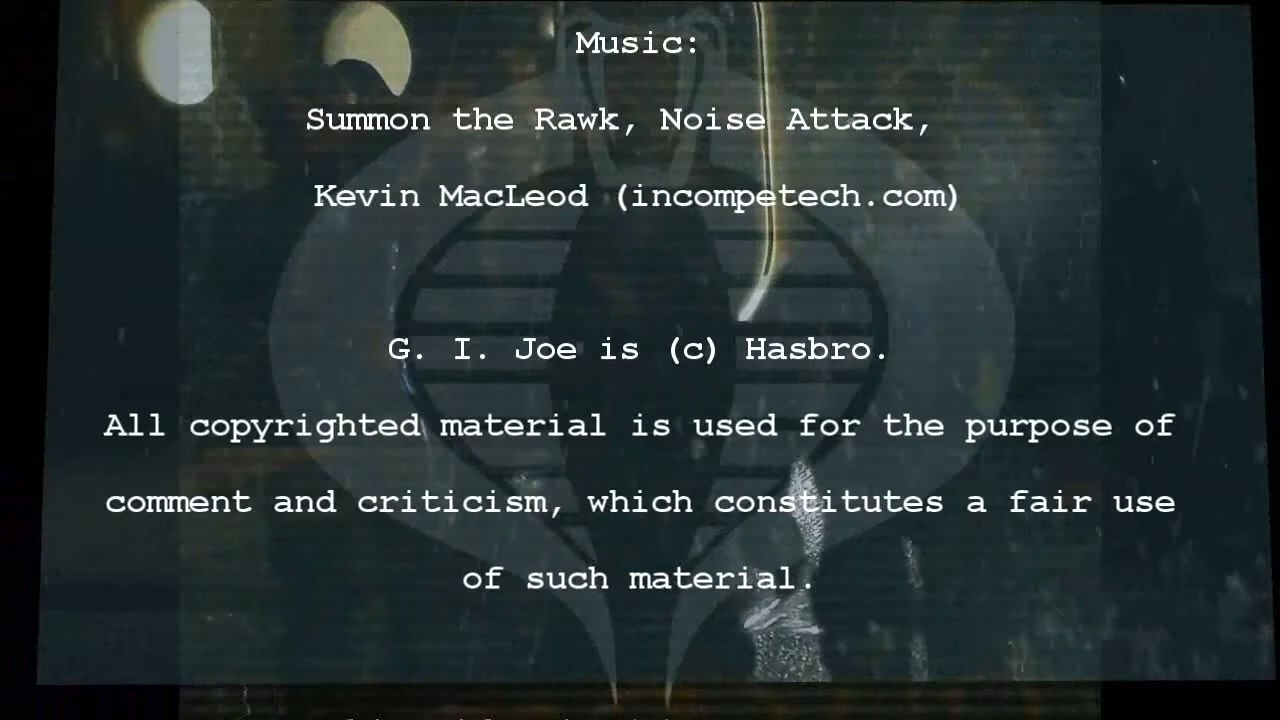 Music:
Summon the Rawk, Noise Attack,
Kevin MacLeod (incompetech.com)
G. I. Joe is (c) Hasbro.
All copyrighted material is used for the purpose of
comment and criticism, which constitutes a fair use
of such material.